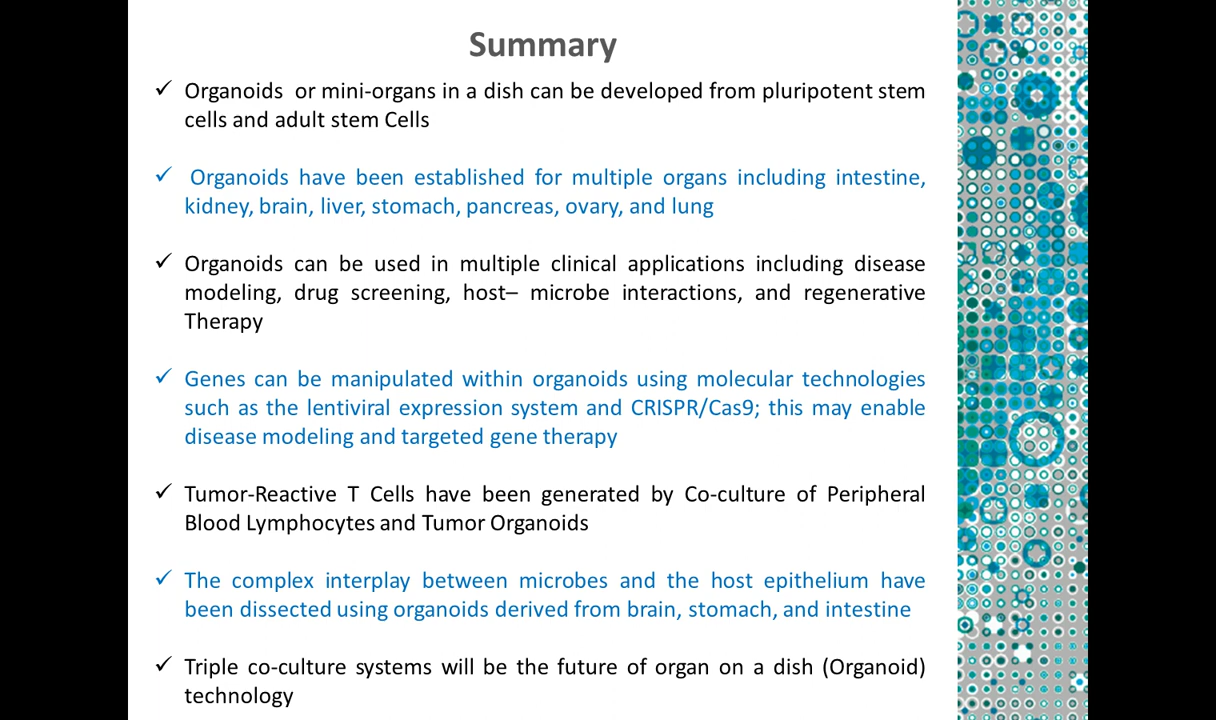 Summary
✓ Organoids or mini-organs in a dish can be developed from pluripotent stem
cells and adult stem Cells
✓ Organoids have been established for multiple organs including intestine,
kidney, brain, liver, stomach, pancreas, ovary, and lung
✓ Organoids can be used in multiple clinical applications including disease
modeling, drug screening, host– microbe interactions, and regenerative
Therapy
✓ Genes can be manipulated within organoids using molecular technologies
such as the lentiviral expression system and CRISPR/Cas9; this may enable
disease modeling and targeted gene therapy
✓ Tumor-Reactive T Cells have been generated by Co-culture of Peripheral
Blood Lymphocytes and Tumor Organoids
✓ The complex interplay between microbes and the host epithelium have
been dissected using organoids derived from brain, stomach, and intestine
✓ Triple co-culture systems will be the future of organ on a dish (Organoid)
technology